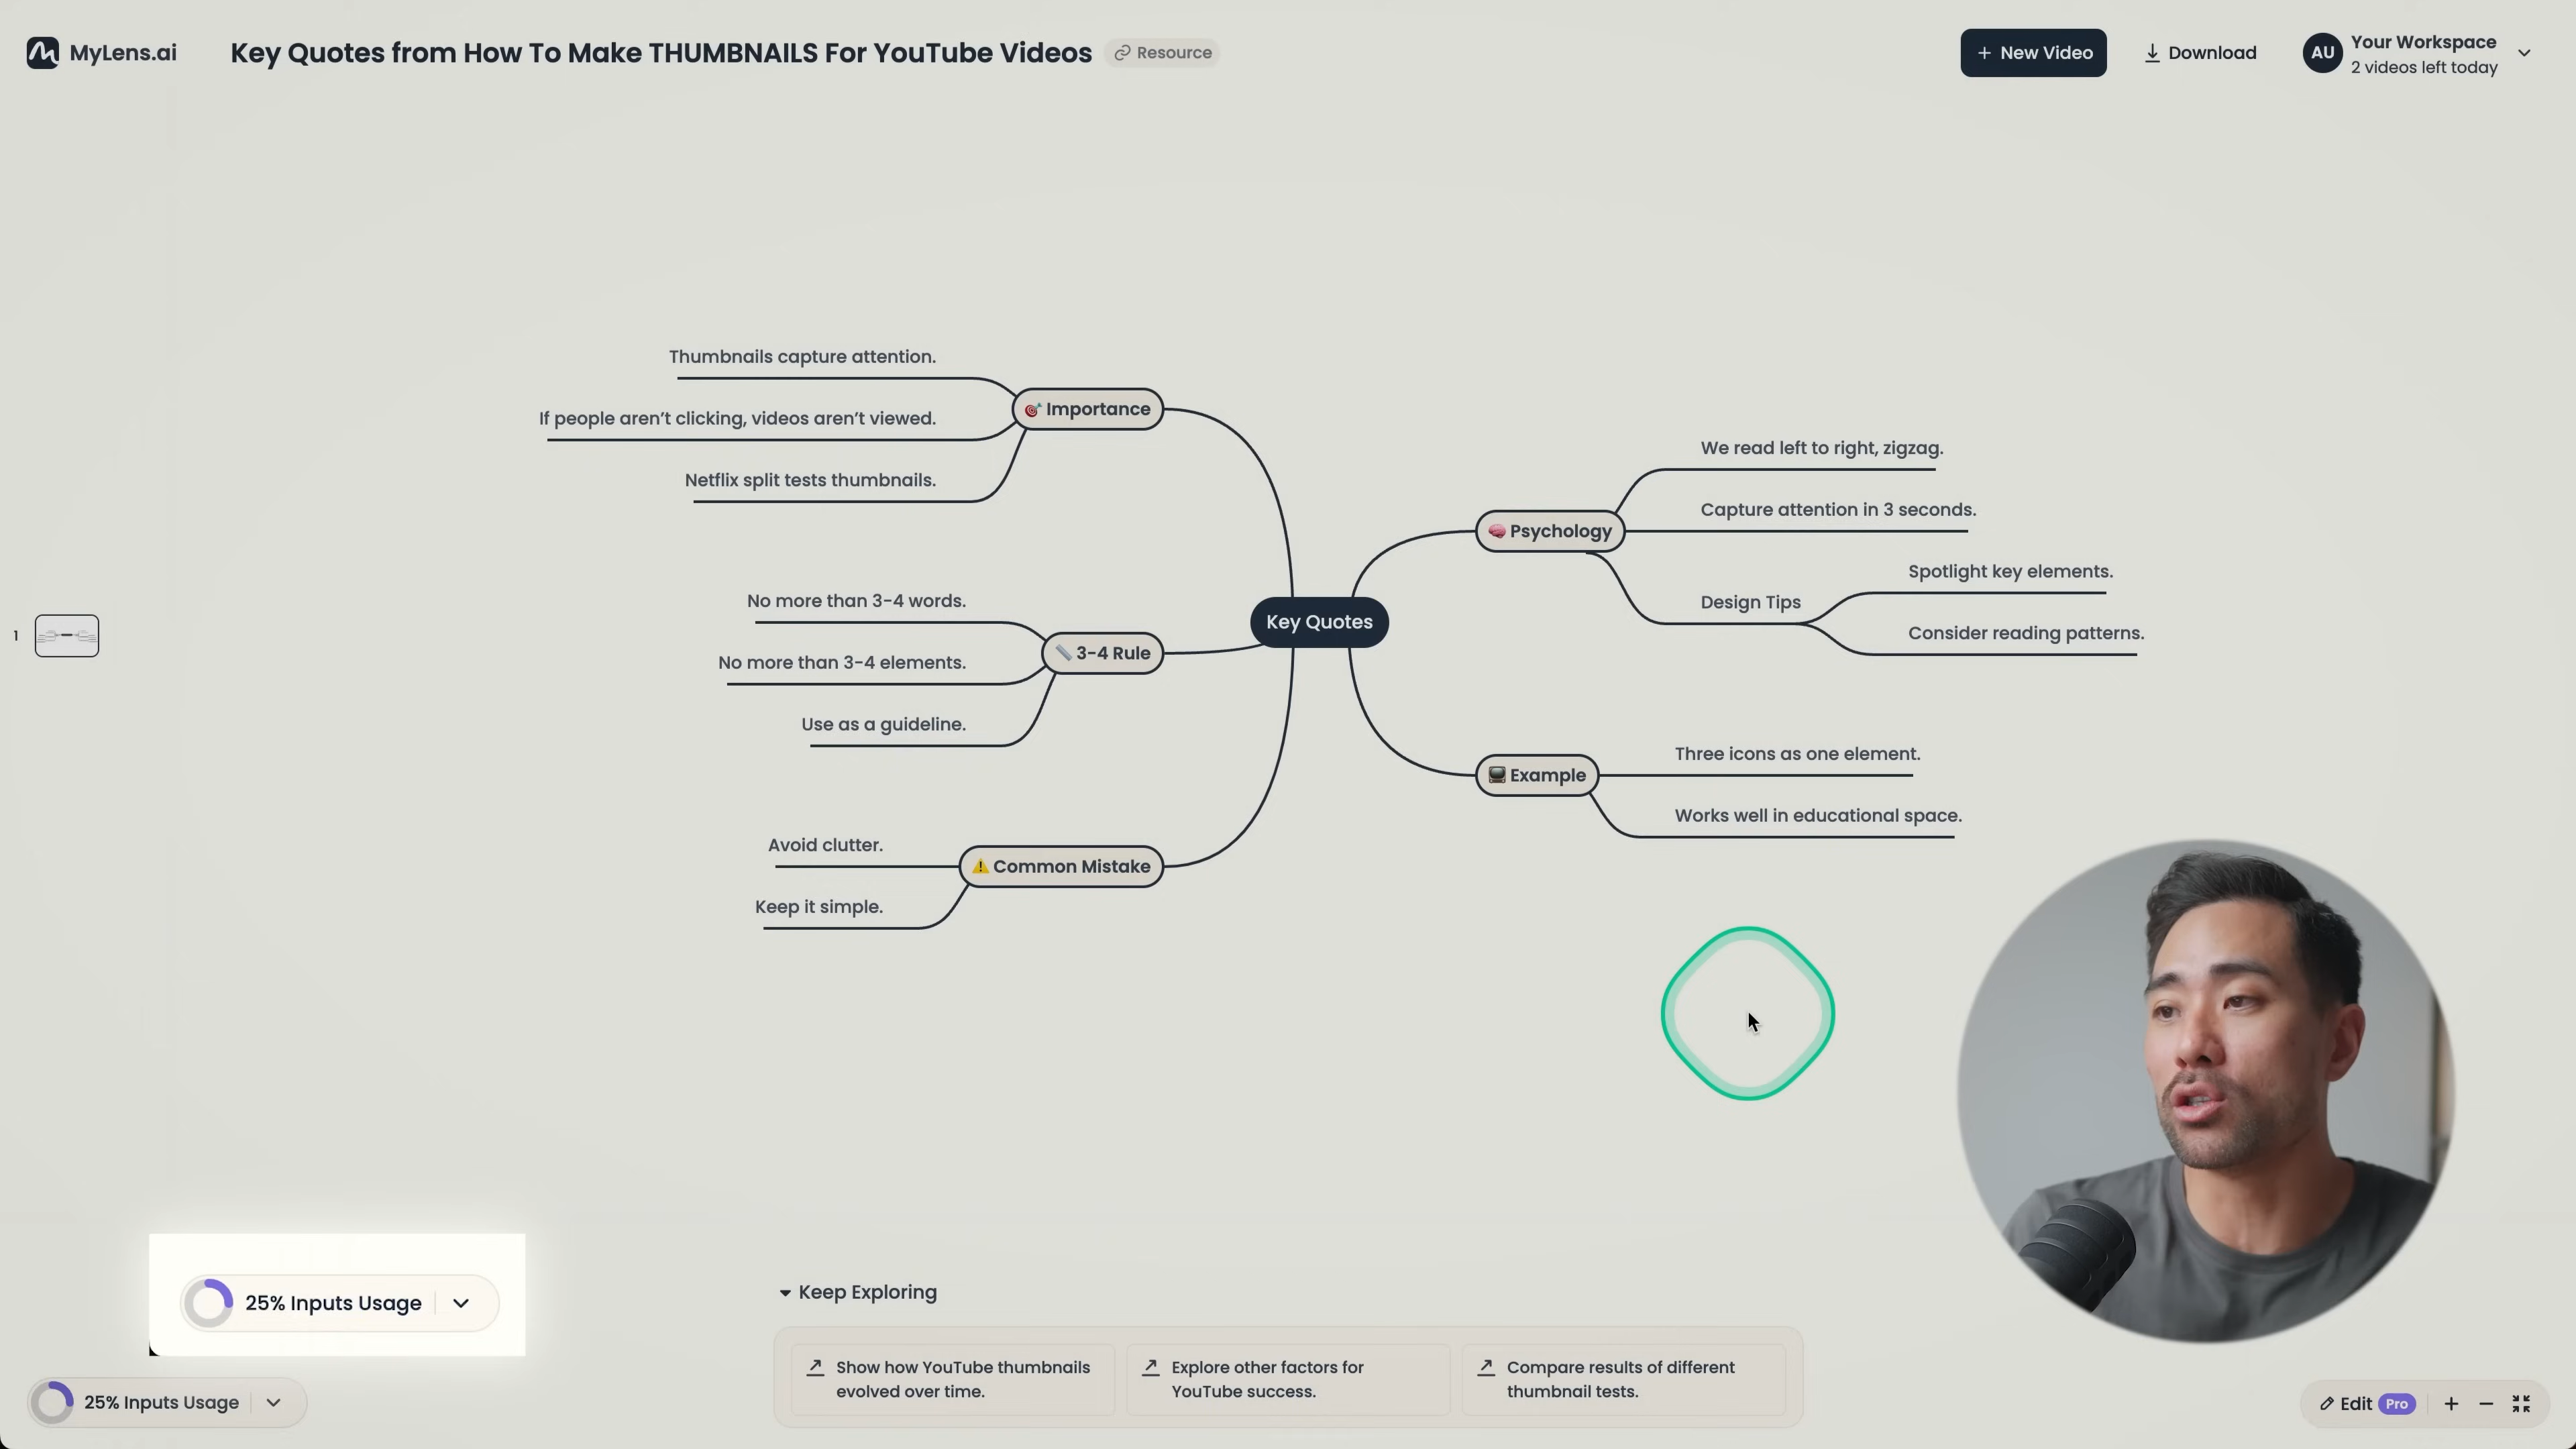 MyLens.ai
Key Quotes from How To Make THUMBNAILS For YouTube Videos
Resource
+ New Video
Download
AU
Your Workspace
2 videos left today
Thumbnails capture attention.
If people aren’t clicking, videos aren’t viewed.
Netflix split tests thumbnails.
Importance
No more than 3-4 words.
No more than 3-4 elements.
Use as a guideline.
3-4 Rule
Avoid clutter.
Keep it simple.
Common Mistake
Key Quotes
Psychology
We read left to right, zigzag.
Capture attention in 3 seconds.
Design Tips
Spotlight key elements.
Consider reading patterns.
Example
Three icons as one element.
Works well in educational space.
1
25% Inputs Usage
25% Inputs Usage
Keep Exploring
Show how YouTube thumbnails
evolved over time.
Explore other factors for
YouTube success.
Compare results of different
thumbnail tests.
Edit Pro